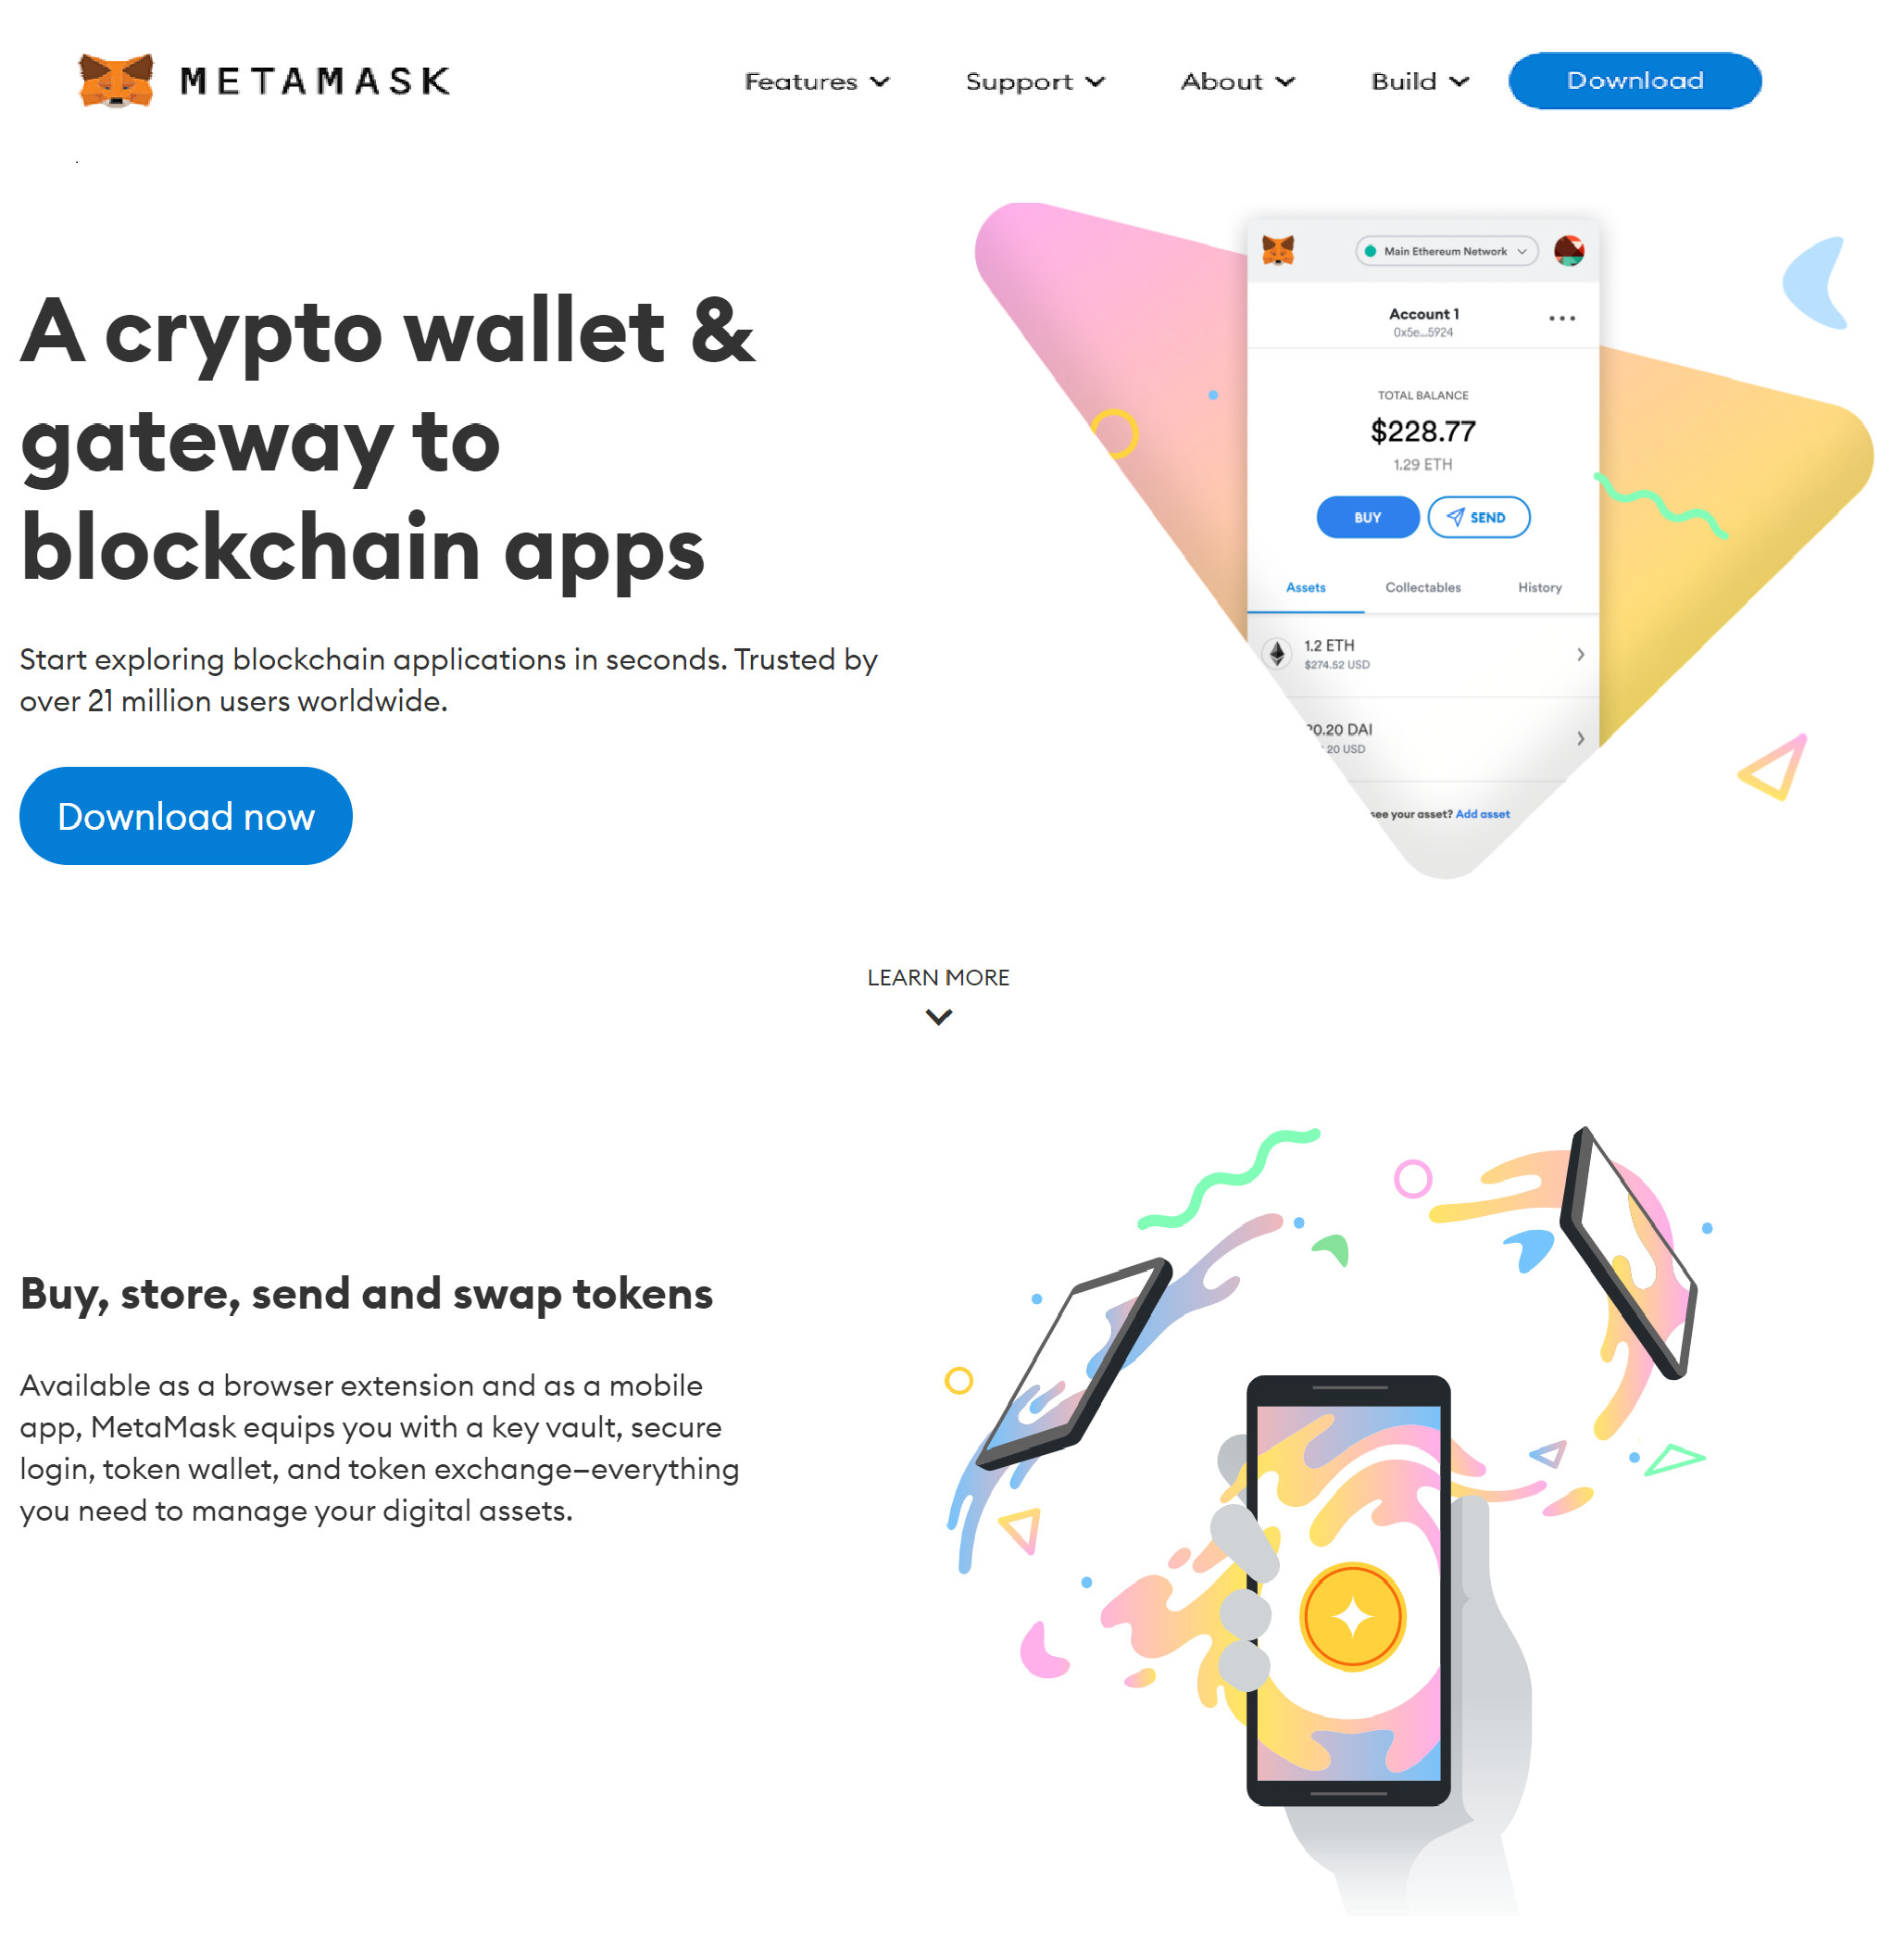 METAMASK
Features
Support
About
Build
Download
A crypto wallet &
gateway to
blockchain apps
Start exploring blockchain applications in seconds. Trusted by
over 21 million users worldwide.
Download now
Main Ethereum Network
Account 1
0x5e...5924
TOTAL BALANCE
$228.77
1.29 ETH
BUY
SEND
Assets
Collectables
History
1.2 ETH
$274.52 USD
0.20 DAI
20 USD
see your asset? Add asset
LEARN MORE
Buy, store, send and swap tokens
Available as a browser extension and as a mobile
app, MetaMask equips you with a key vault, secure
login, token wallet, and token exchange—everything
you need to manage your digital assets.